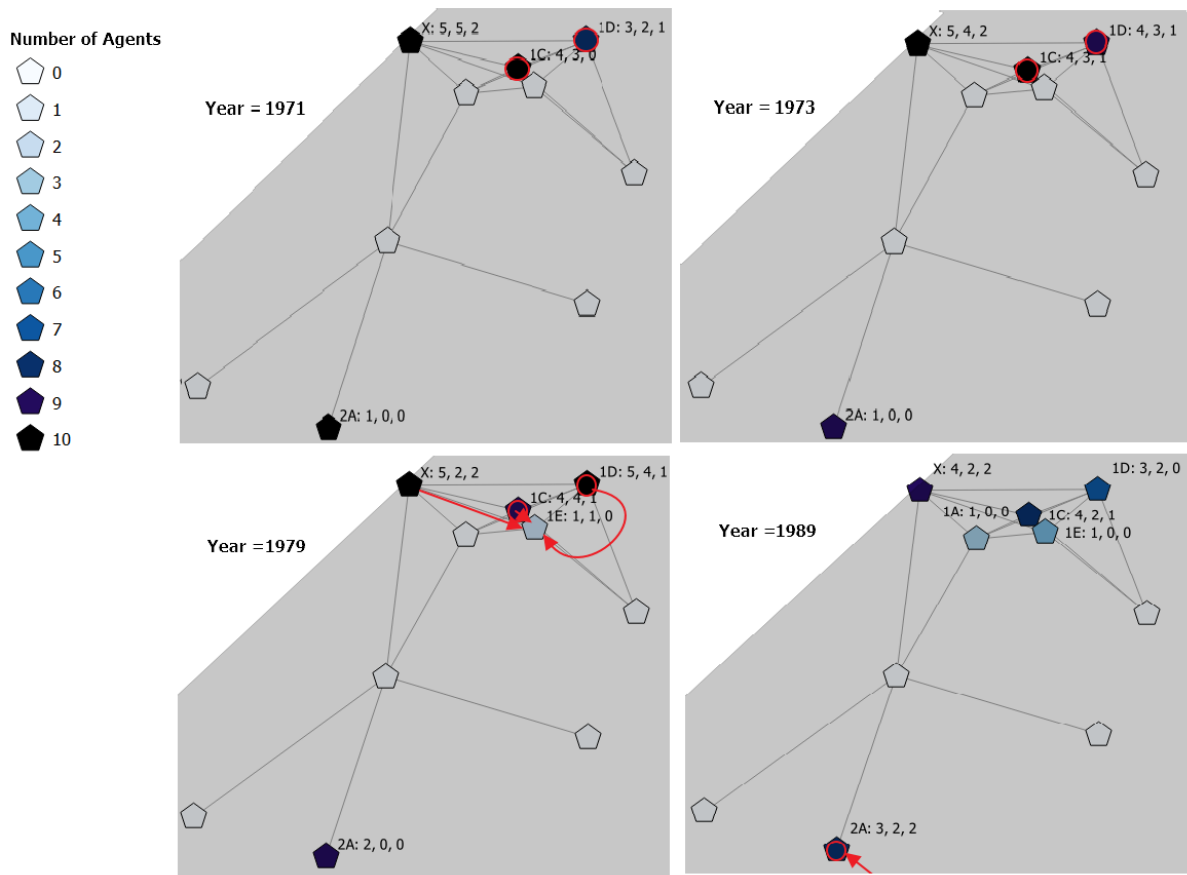 Number of Agents
0
1
2
3
4
5
6
7
8
9
10
X: 5, 5, 2
1D: 3, 2, 1
1C: 4, 3, 0
Year = 1971
2A: 1, 0, 0
X: 5, 4, 2
1D: 4, 3, 1
1C: 4, 3, 1
Year = 1973
2A: 1, 0, 0
X: 5, 2, 2
1D: 5, 4, 1
1C: 4, 4, 1
1E: 1, 1, 0
Year =1979
2A: 2, 0, 0
X: 4, 2, 2
1D: 3, 2, 0
1A: 1, 0, 0
1C: 4, 2, 1
1E: 1, 0, 0
Year =1989
2A: 3, 2, 2